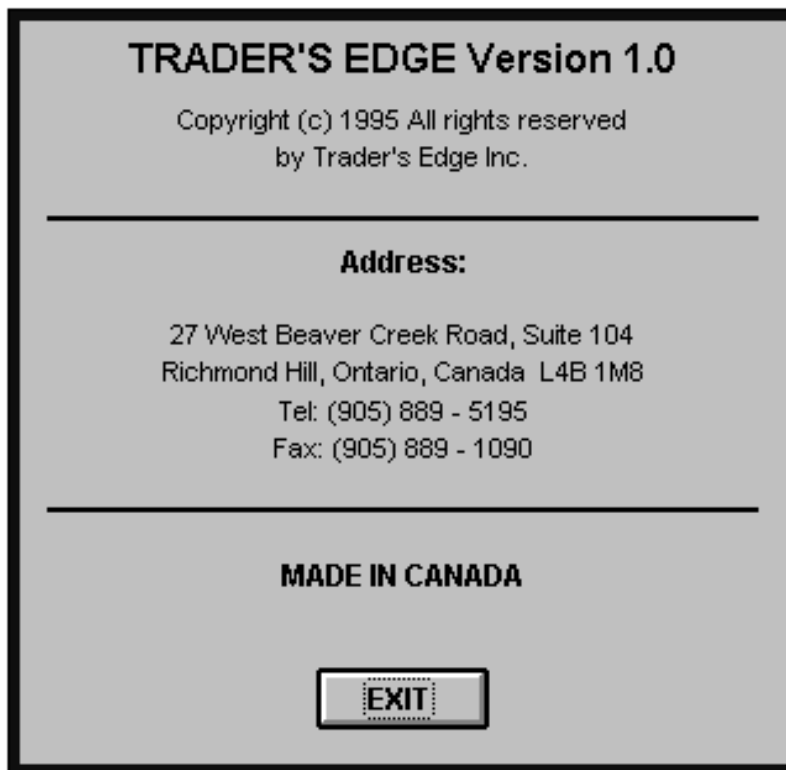 TRADER'S EDGE Version 1.0
Copyright (c) 1995 All rights reserved
by Trader's Edge Inc.
Address:
27 West Beaver Creek Road, Suite 104
Richmond Hill, Ontario, Canada  L4B 1M8
Tel: (905) 889 - 5195
Fax: (905) 889 - 1090
MADE IN CANADA
EXIT